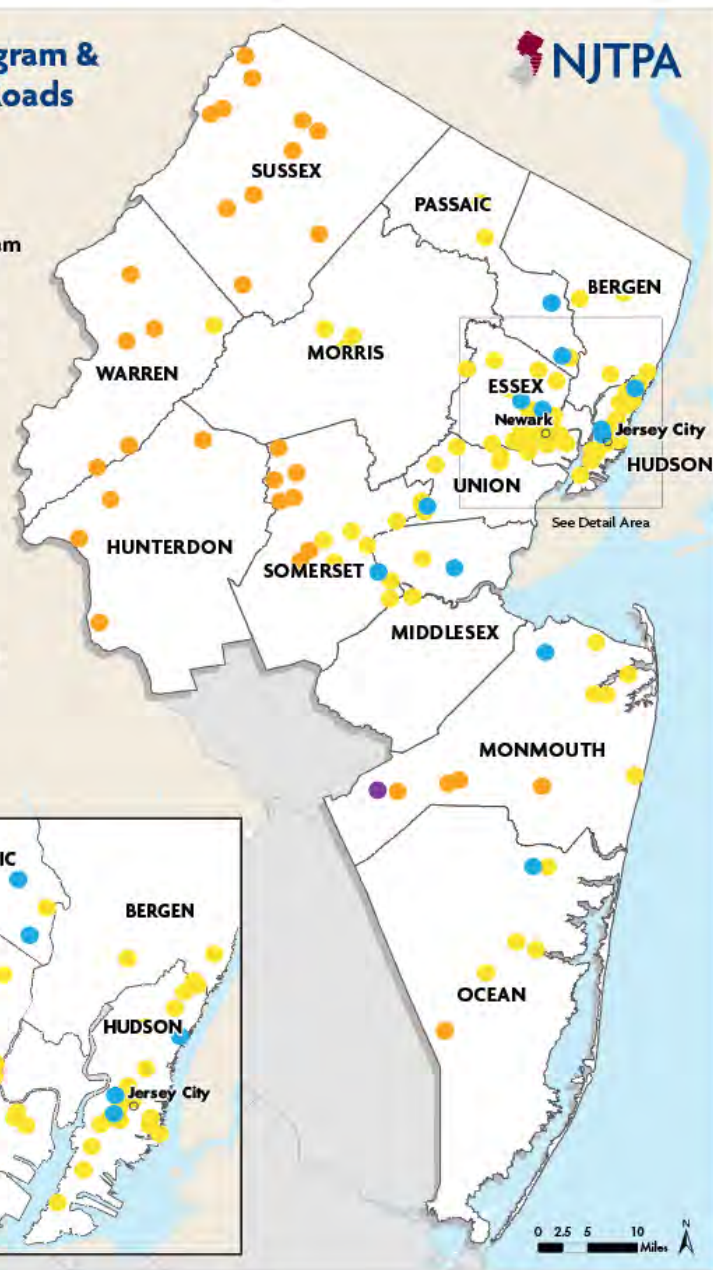 gram &
oads
NJTPA
am
SUSSEX
PASSAIC
BERGEN
MORRIS
WARREN
ESSEX
Newark
Jersey City
HUDSON
UNION
See Detail Area
HUNTERDON
SOMERSET
MIDDLESEX
MONMOUTH
IC
BERGEN
HUDSON
Jersey City
OCEAN
0 2.5 5 10
Miles
N